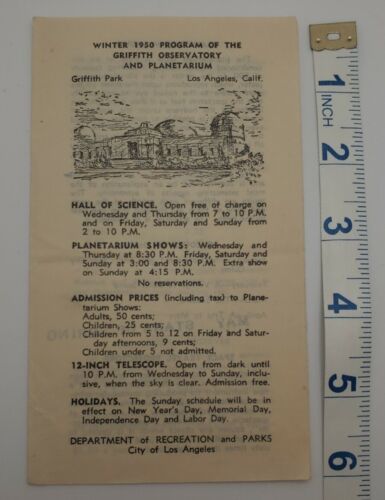 WINTER 1950 PROGRAM OF THE
GRIFFITH OBSERVATORY
AND PLANETARIUM
Griffith Park Los Angeles, Calif.
HALL OF SCIENCE. Open free of charge on
Wednesday and Thursday from 7 to 10 P.M.
and on Friday, Saturday and Sunday from
2 to 10 P.M.
PLANETARIUM SHOWS: Wednesday and
Thursday at 8:30 P.M. Friday, Saturday and
Sunday at 3:00 and 8:30 P.M. Extra show
on Sunday at 4:15 P.M.
No reservations.
ADMISSION PRICES (including tax) to Plane-
tarium Shows:
Adults, 50 cents;
Children, 25 cents;
Children from 5 to 12 on Friday and Satur-
day afternoons, 9 cents;
Children under 5 not admitted.
12-INCH TELESCOPE. Open from dark until
10 P.M. from Wednesday to Sunday, inclu-
sive, when the sky is clear. Admission free.
HOLIDAYS. The Sunday schedule will be in
effect on New Year's Day, Memorial Day,
Independence Day and Labor Day.
DEPARTMENT of RECREATION and PARKS
City of Los Angeles
1
INCH
2
3
4
5
6